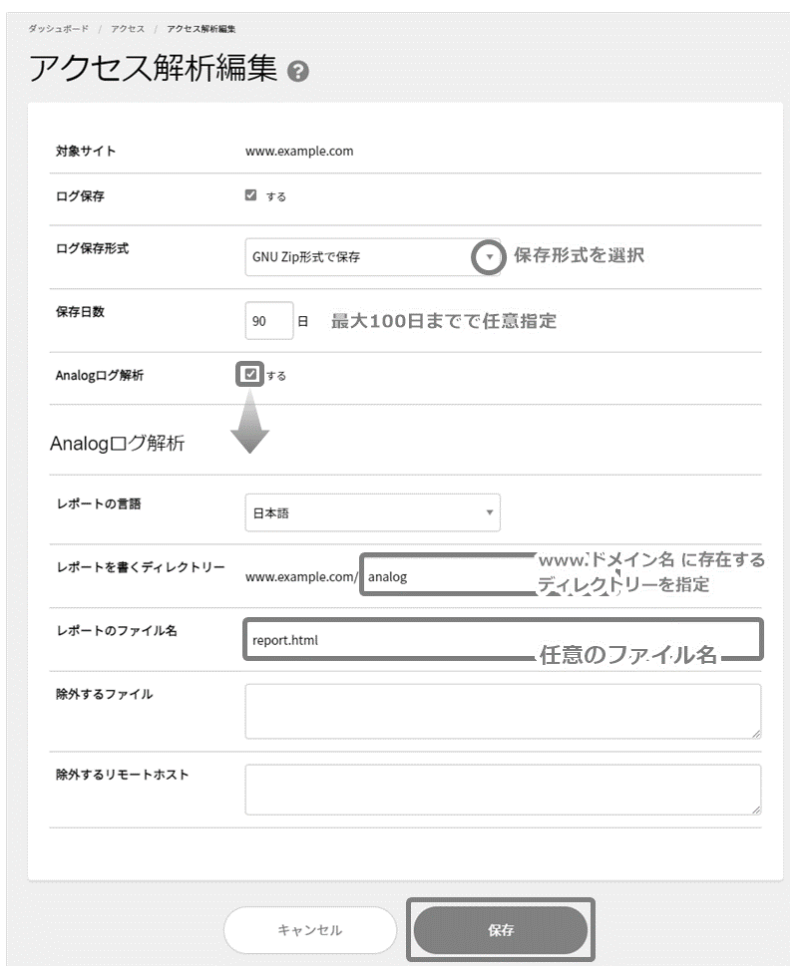 ダッシュボード / アクセス / アクセス解析編集
アクセス解析編集 ?
対象サイト www.example.com
ログ保存 する
ログ保存形式 GNU Zip形式で保存 保存形式を選択
保存日数 90 日 最大100日までで任意指定
Analogログ解析 する
Analogログ解析
レポートの言語 日本語
レポートを書くディレクトリー www.example.com/ analog www.ドメイン名 に存在する
ディレクトリーを指定
レポートのファイル名 report.html 任意のファイル名
除外するファイル
除外するリモートホスト
キャンセル 保存